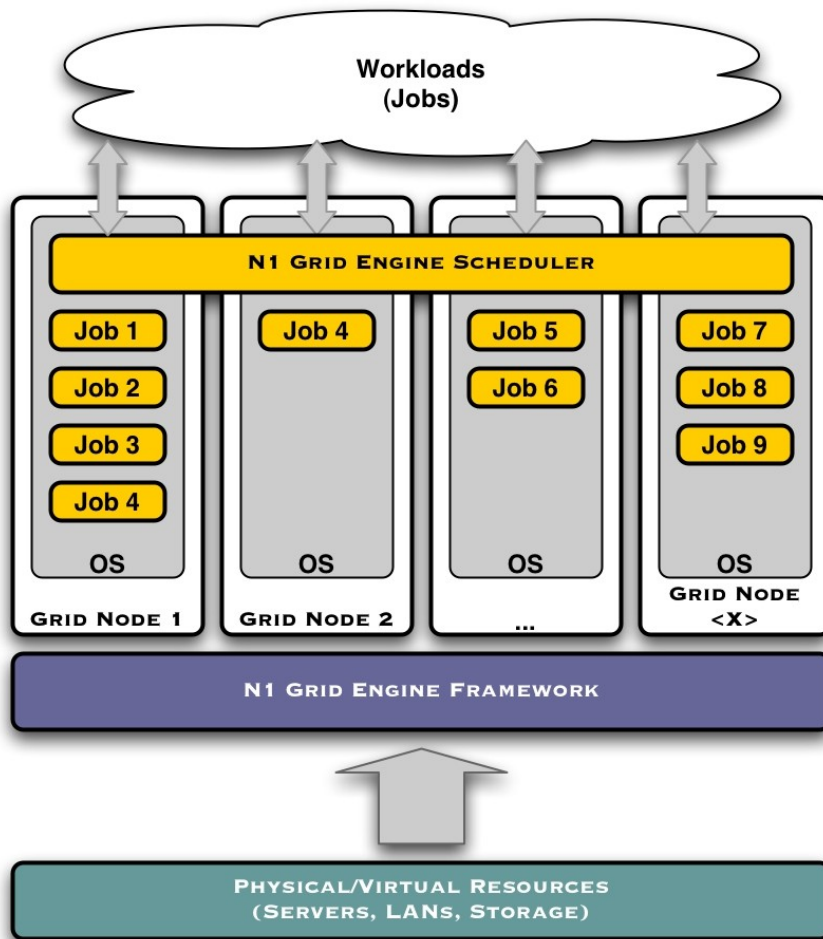 Workloads
(Jobs)
N1 Grid Engine Scheduler
Job 1
Job 2
Job 3
Job 4
OS
Grid Node 1
Job 4
OS
Grid Node 2
Job 5
Job 6
OS
...
Job 7
Job 8
Job 9
OS
Grid Node
<X>
N1 Grid Engine Framework
Physical/Virtual Resources
(Servers, LANs, Storage)